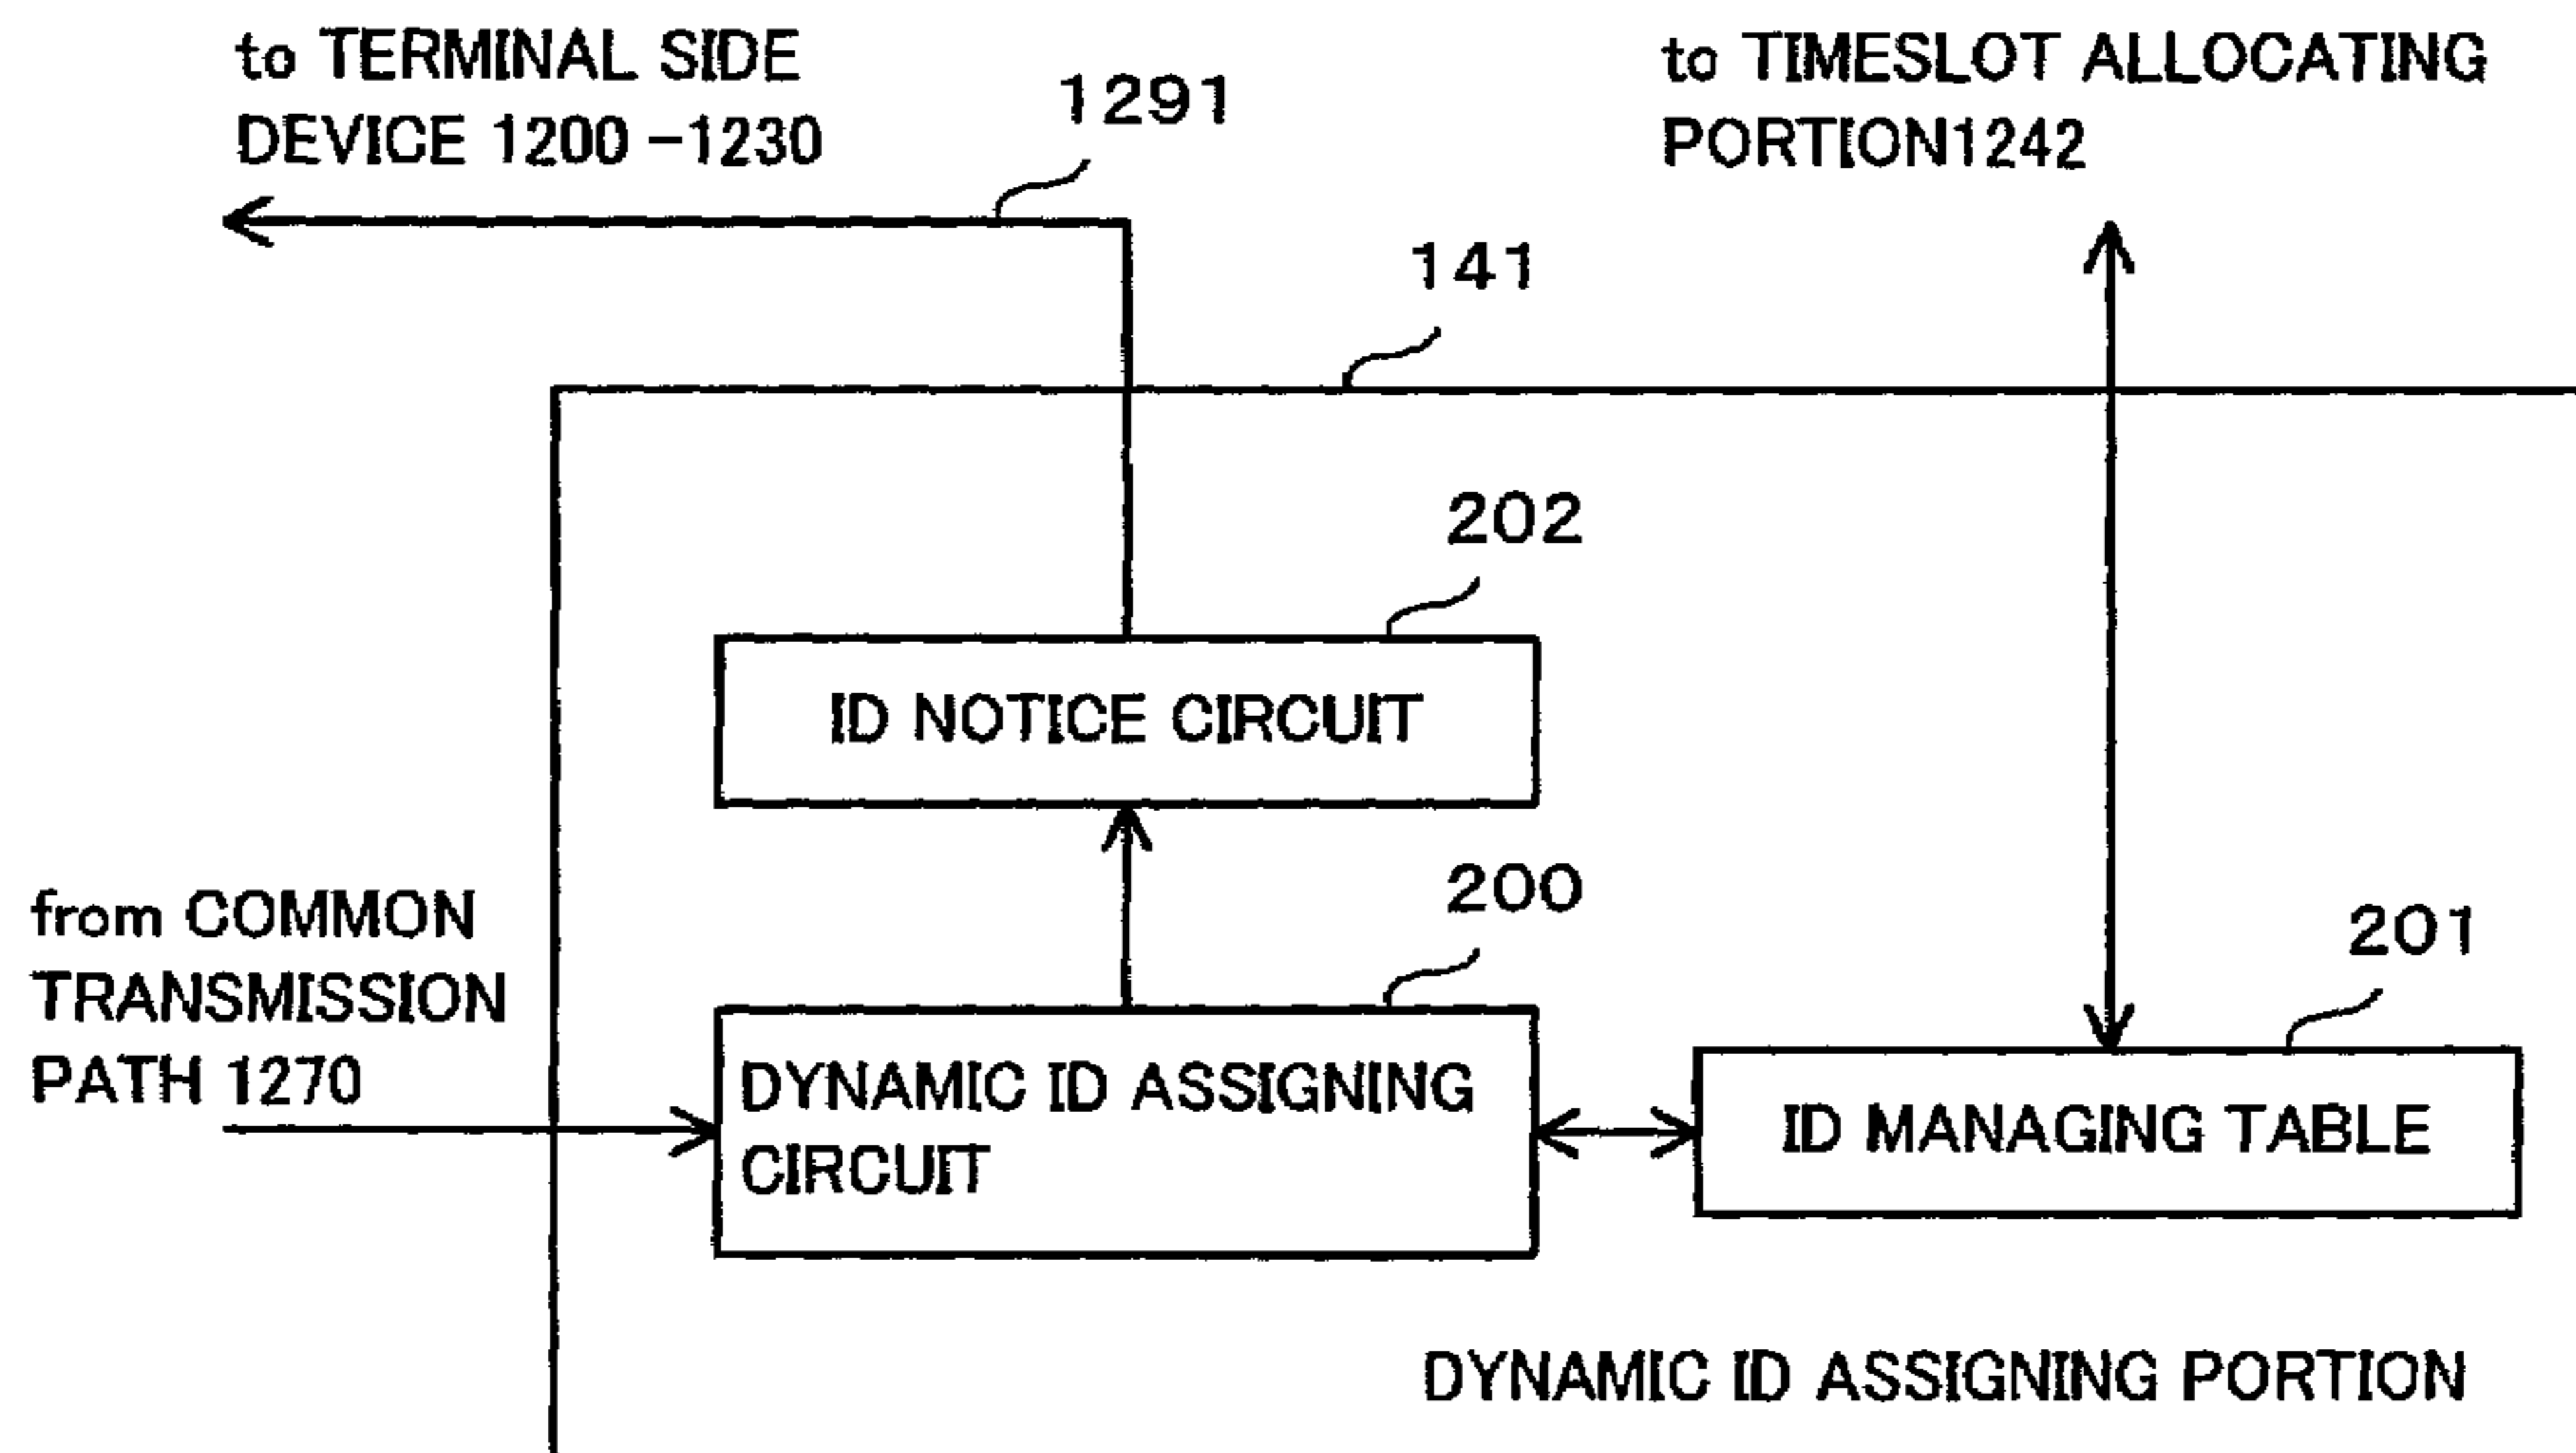 to TERMINAL SIDE
DEVICE 1200 -1230
1291
to TIMESLOT ALLOCATING
PORTION1242
141
202
ID NOTICE CIRCUIT
from COMMON
TRANSMISSION
PATH 1270
200
DYNAMIC ID ASSIGNING
CIRCUIT
201
ID MANAGING TABLE
DYNAMIC ID ASSIGNING PORTION